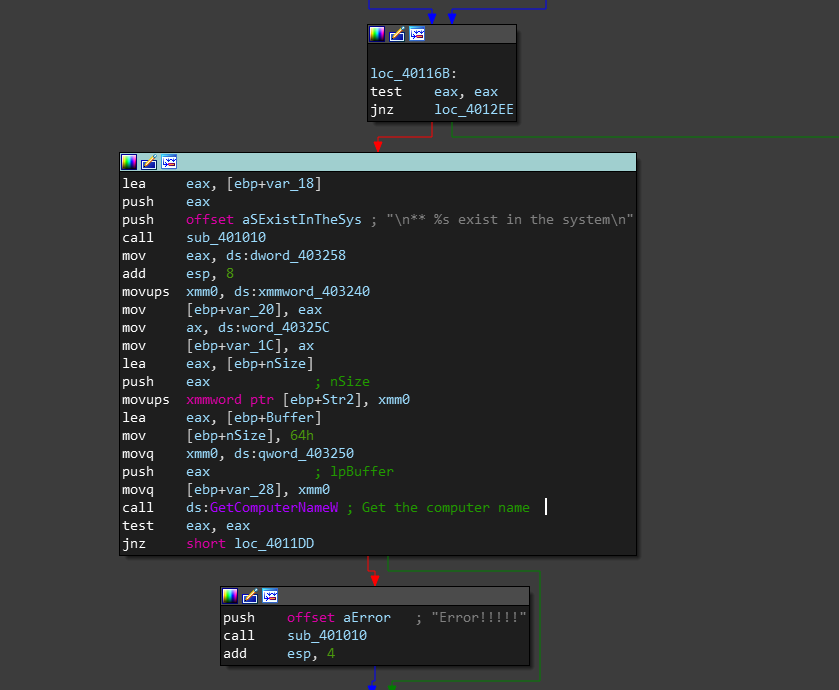 loc_40116B:
test eax, eax
jnz loc_4012EE
lea eax, [ebp+var_18]
push eax
push offset aSExistInTheSys ; "\n** %s exist in the system\n"
call sub_401010
mov eax, ds:dword_403258
add esp, 8
movups xmm0, ds:xmmword_403240
mov [ebp+var_20], eax
mov ax, ds:word_40325C
mov [ebp+var_1C], ax
lea eax, [ebp+nSize]
push eax ; nSize
movups xmmword ptr [ebp+Str2], xmm0
lea eax, [ebp+Buffer]
mov [ebp+nSize], 64h
movq xmm0, ds:qword_403250
push eax ; lpBuffer
movq [ebp+var_28], xmm0
call ds:GetComputerNameW ; Get the computer name
test eax, eax
jnz short loc_4011DD
push offset aError ; "Error!!!!!"
call sub_401010
add esp, 4